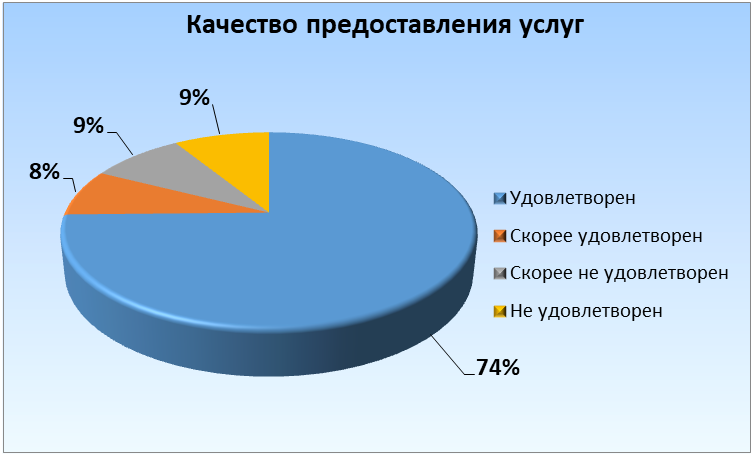 Качество предоставления услуг
9%
9%
8%
Удовлетворен
Скорее удовлетворен
Скорее не удовлетворен
Не удовлетворен
74%